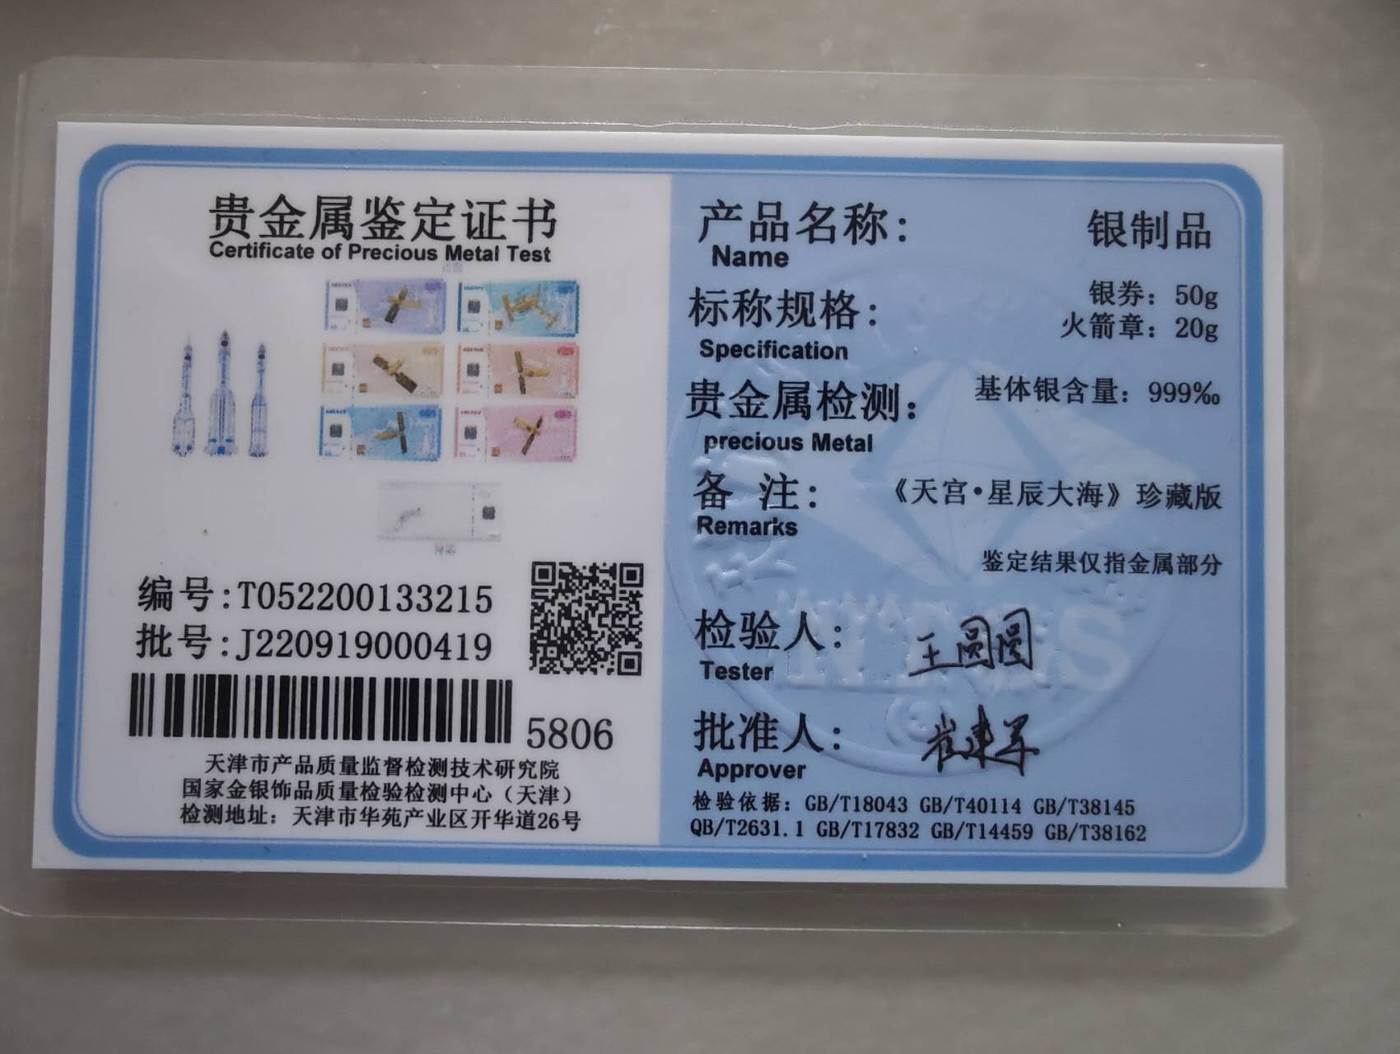 贵金属鉴定证书
Certificate of Precious Metal Test
编号:T052200133215
批号:J220919000419
5806
天津市产品质量监督检测技术研究院
国家金银饰品质量检验检测中心（天津）
检测地址：天津市华苑产业区开华道26号
产品名称： 银制品
Name
标称规格： 银券：50g
火箭章：20g
Specification
贵金属检测： 基体银含量：999‰
precious Metal
备 注： 《天宫•星辰大海》珍藏版
Remarks
鉴定结果仅指金属部分
检验人： 王圆圆
Tester
批准人： 崔建军
Approver
检验依据：GB/T18043 GB/T40114 GB/T38145
QB/T2631.1 GB/T17832 GB/T14459 GB/T38162